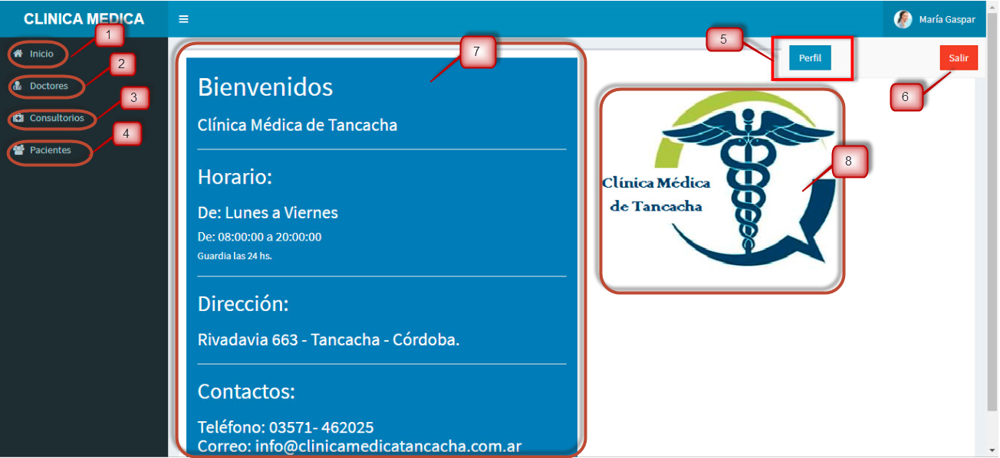 CLINICA MEDICA
María Gaspar
1
Inicio
2
Doctores
3
Consultorios
4
Pacientes
5
Perfil
Salir
6
7
Bienvenidos
Clínica Médica de Tancacha
Horario:
De: Lunes a Viernes
De: 08:00:00 a 20:00:00
Guardia las 24 hs.
Dirección:
Rivadavia 663 - Tancacha - Córdoba.
Contactos:
Teléfono: 03571- 462025
Correo: info@clinicamedicatancacha.com.ar
8
Clínica Médica
de Tancacha